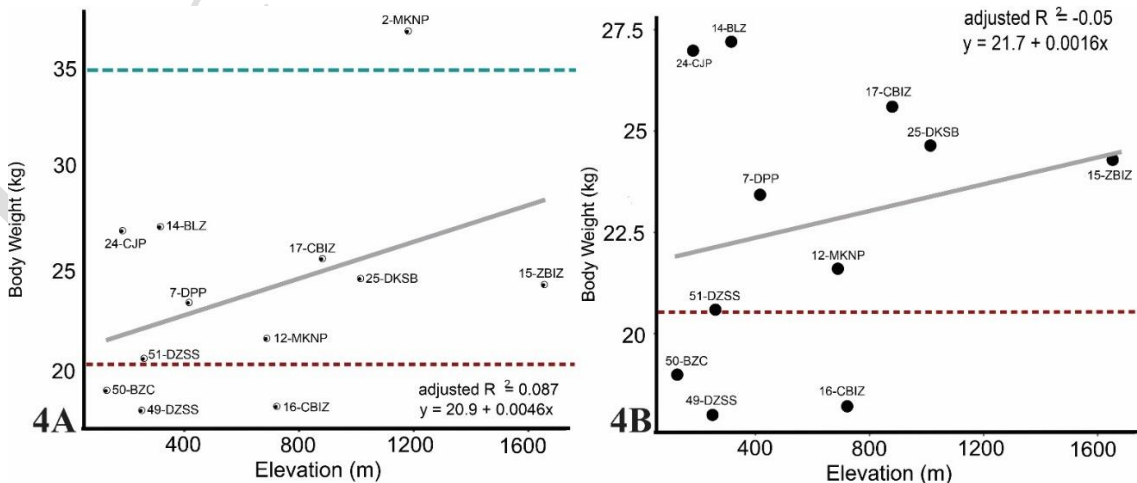 2-MKNP
35
30
25
20
Body Weight (kg)
24-CJP
14-BLZ
17-CBIZ
7-DPP
25-DKSB
15-ZBIZ
12-MKNP
51-DZSS
50-BZC
49-DZSS
16-CBIZ
adjusted R ² = 0.087
y = 20.9 + 0.0046x
4A
400
800
1200
1600
Elevation (m)
adjusted R ² = -0.05
y = 21.7 + 0.0016x
27.5
25
22.5
20
Body Weight (kg)
24-CJP
14-BLZ
17-CBIZ
25-DKSB
7-DPP
15-ZBIZ
12-MKNP
51-DZSS
50-BZC
49-DZSS
16-CBIZ
4B
400
800
1200
1600
Elevation (m)